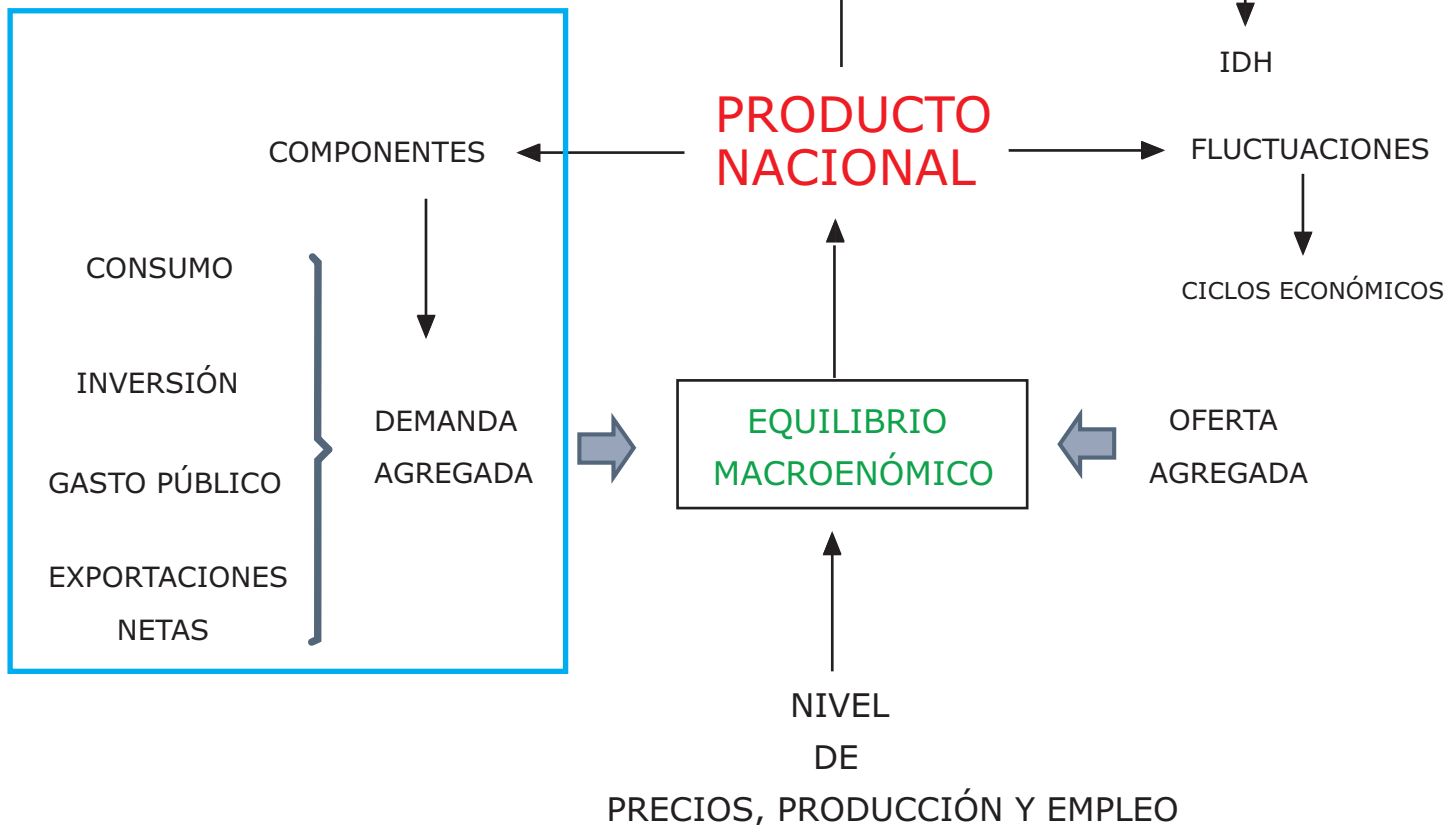 IDH
PRODUCTO
NACIONAL
COMPONENTES
FLUCTUACIONES
CICLOS ECONÓMICOS
CONSUMO
INVERSIÓN
GASTO PÚBLICO
EXPORTACIONES
NETAS
DEMANDA
AGREGADA
EQUILIBRIO
MACROENÓMICO
OFERTA
AGREGADA
NIVEL
DE
PRECIOS, PRODUCCIÓN Y EMPLEO